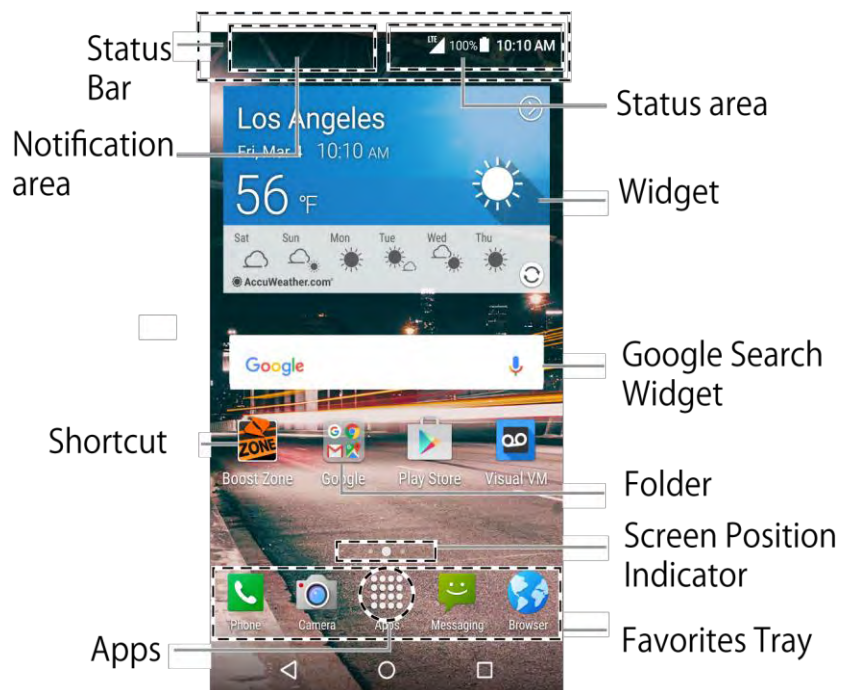 Status
Bar
LTE 100% 10:10 AM
Status area
Notification
area
Los Angeles
Fri, Mar 4 10:10 AM
56 °F
Widget
Sat Sun Mon Tue Wed Thu
AccuWeather.com
Google
Google Search
Widget
Shortcut
ZONE
Boost Zone Google Play Store Visual VM
Folder
Screen Position
Indicator
Phone Camera Apps Messaging Browser
Favorites Tray
Apps